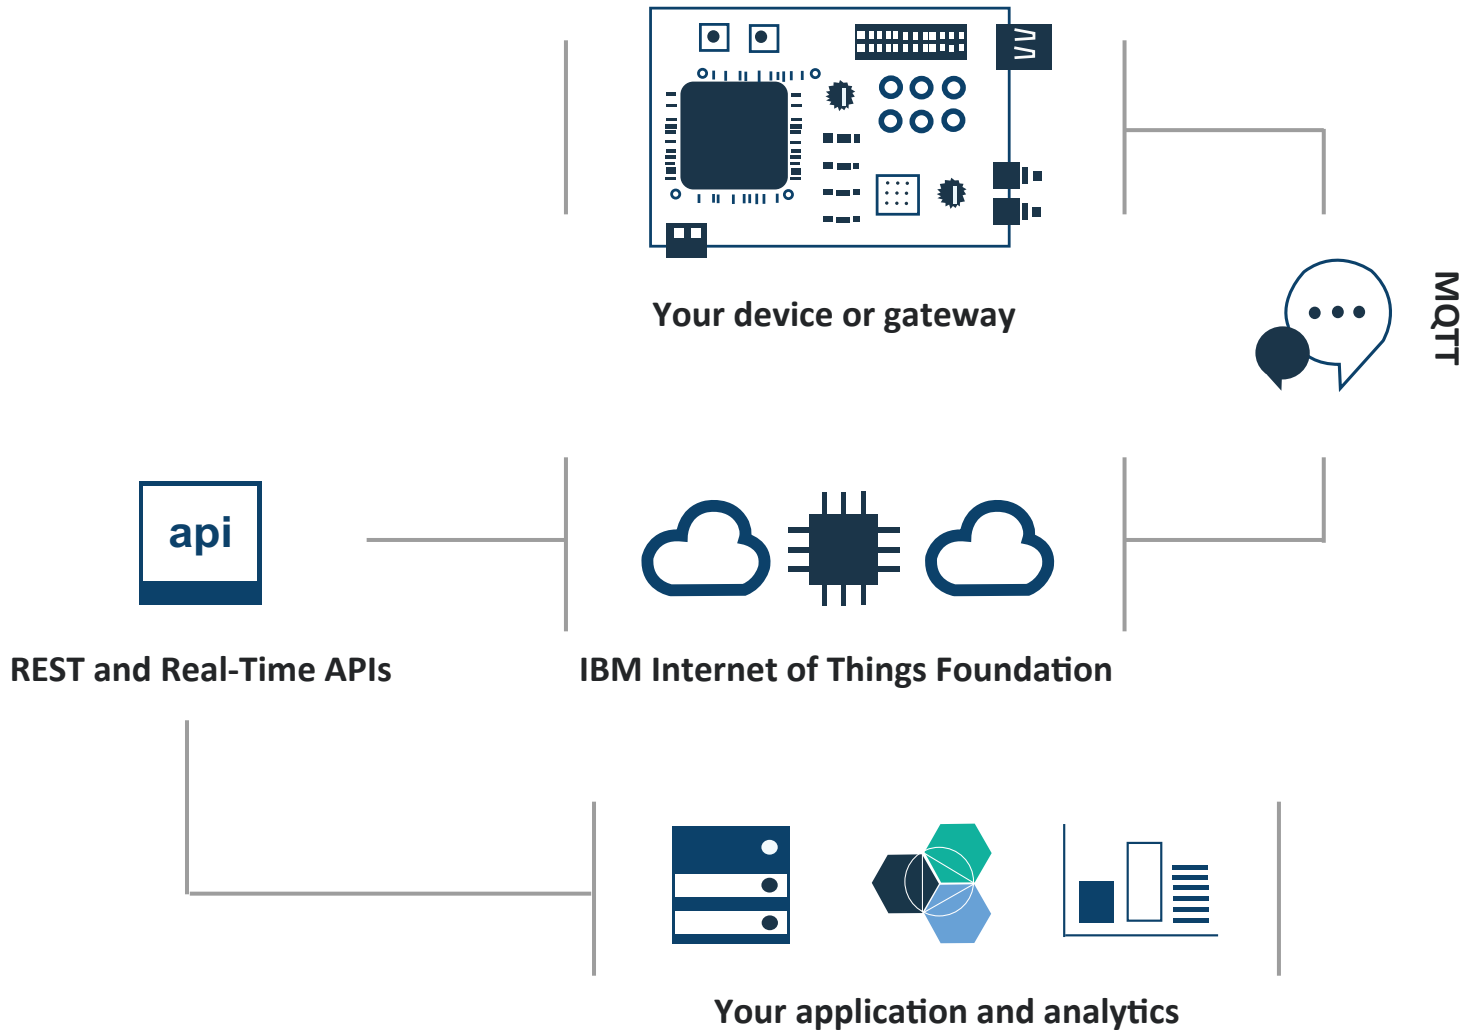 Your device or gateway
MQTT
api
REST and Real-Time APIs
IBM Internet of Things Foundation
Your application and analytics